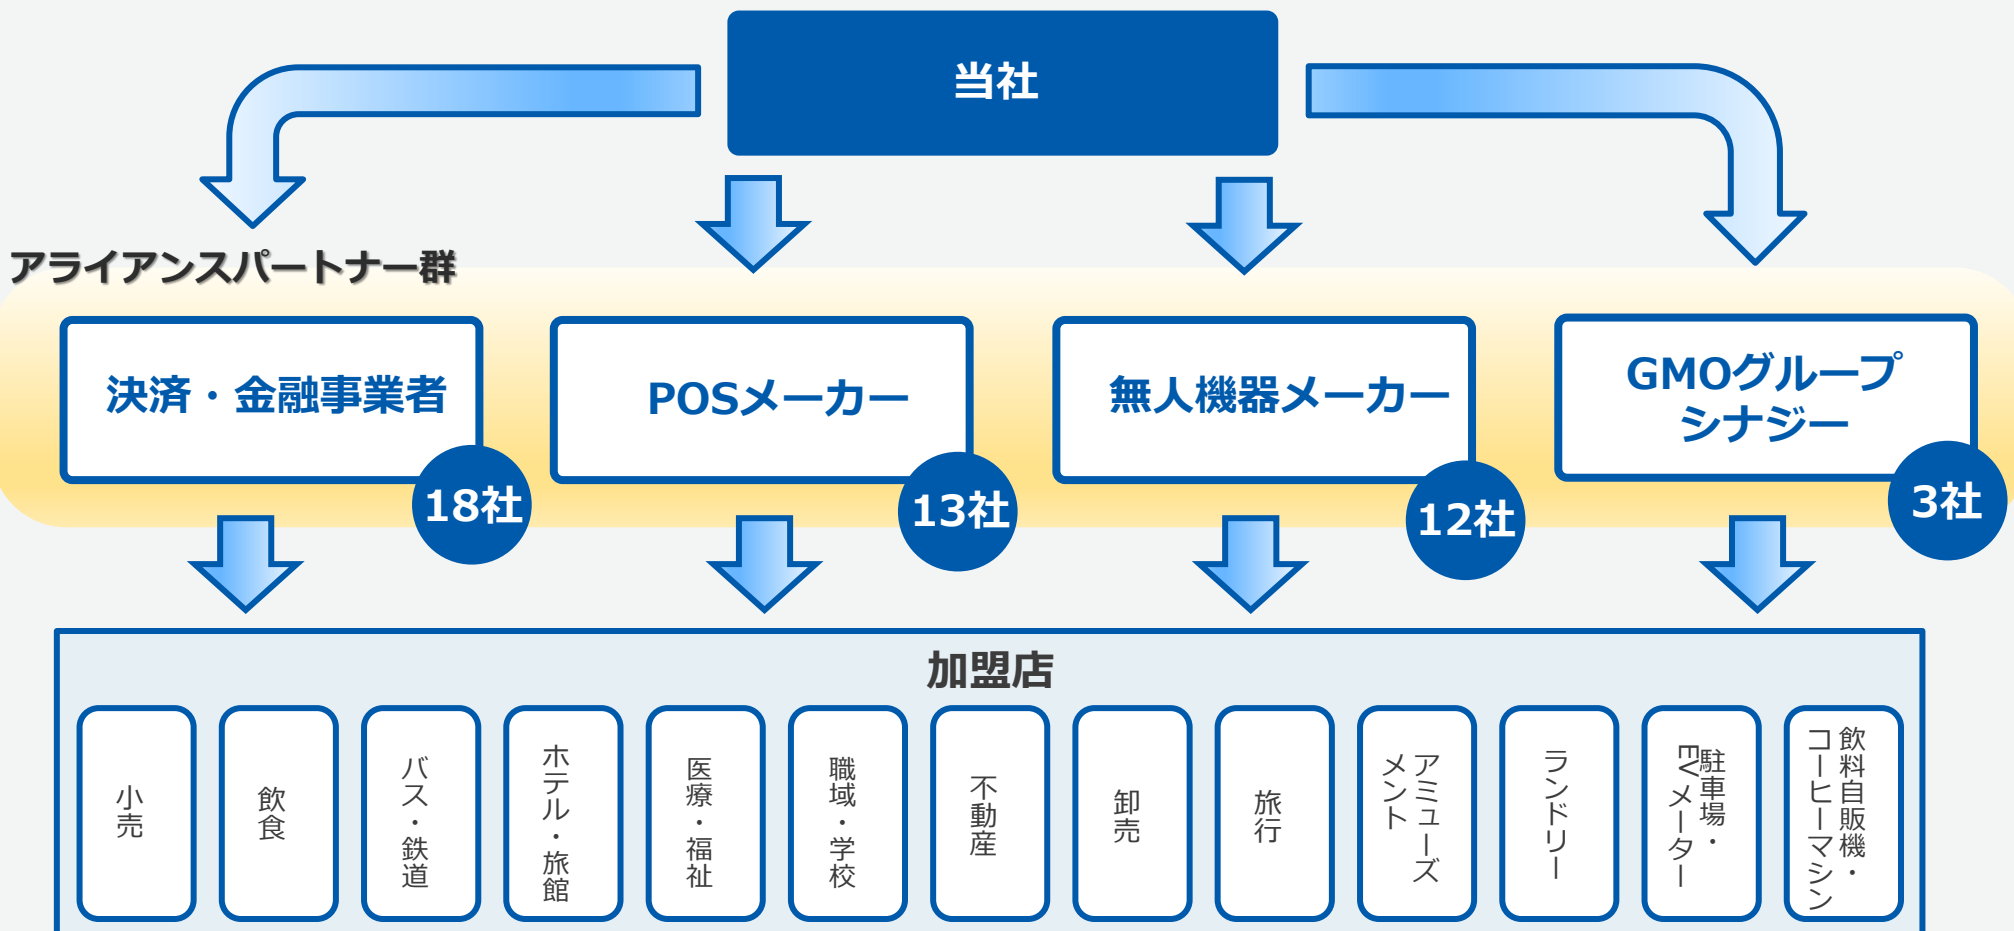 当社
アライアンスパートナー群
決済・金融事業者
18社
POSメーカー
13社
無人機器メーカー
12社
GMOグループ
シナジー
3社
加盟店
小売
飲食
バス・鉄道
ホテル・旅館
医療・福祉
職域・学校
不動産
卸売
旅行
アミューズ
メント
ランドリー
駐車場・
EVメーター
飲料自販機・
コーヒーマシン